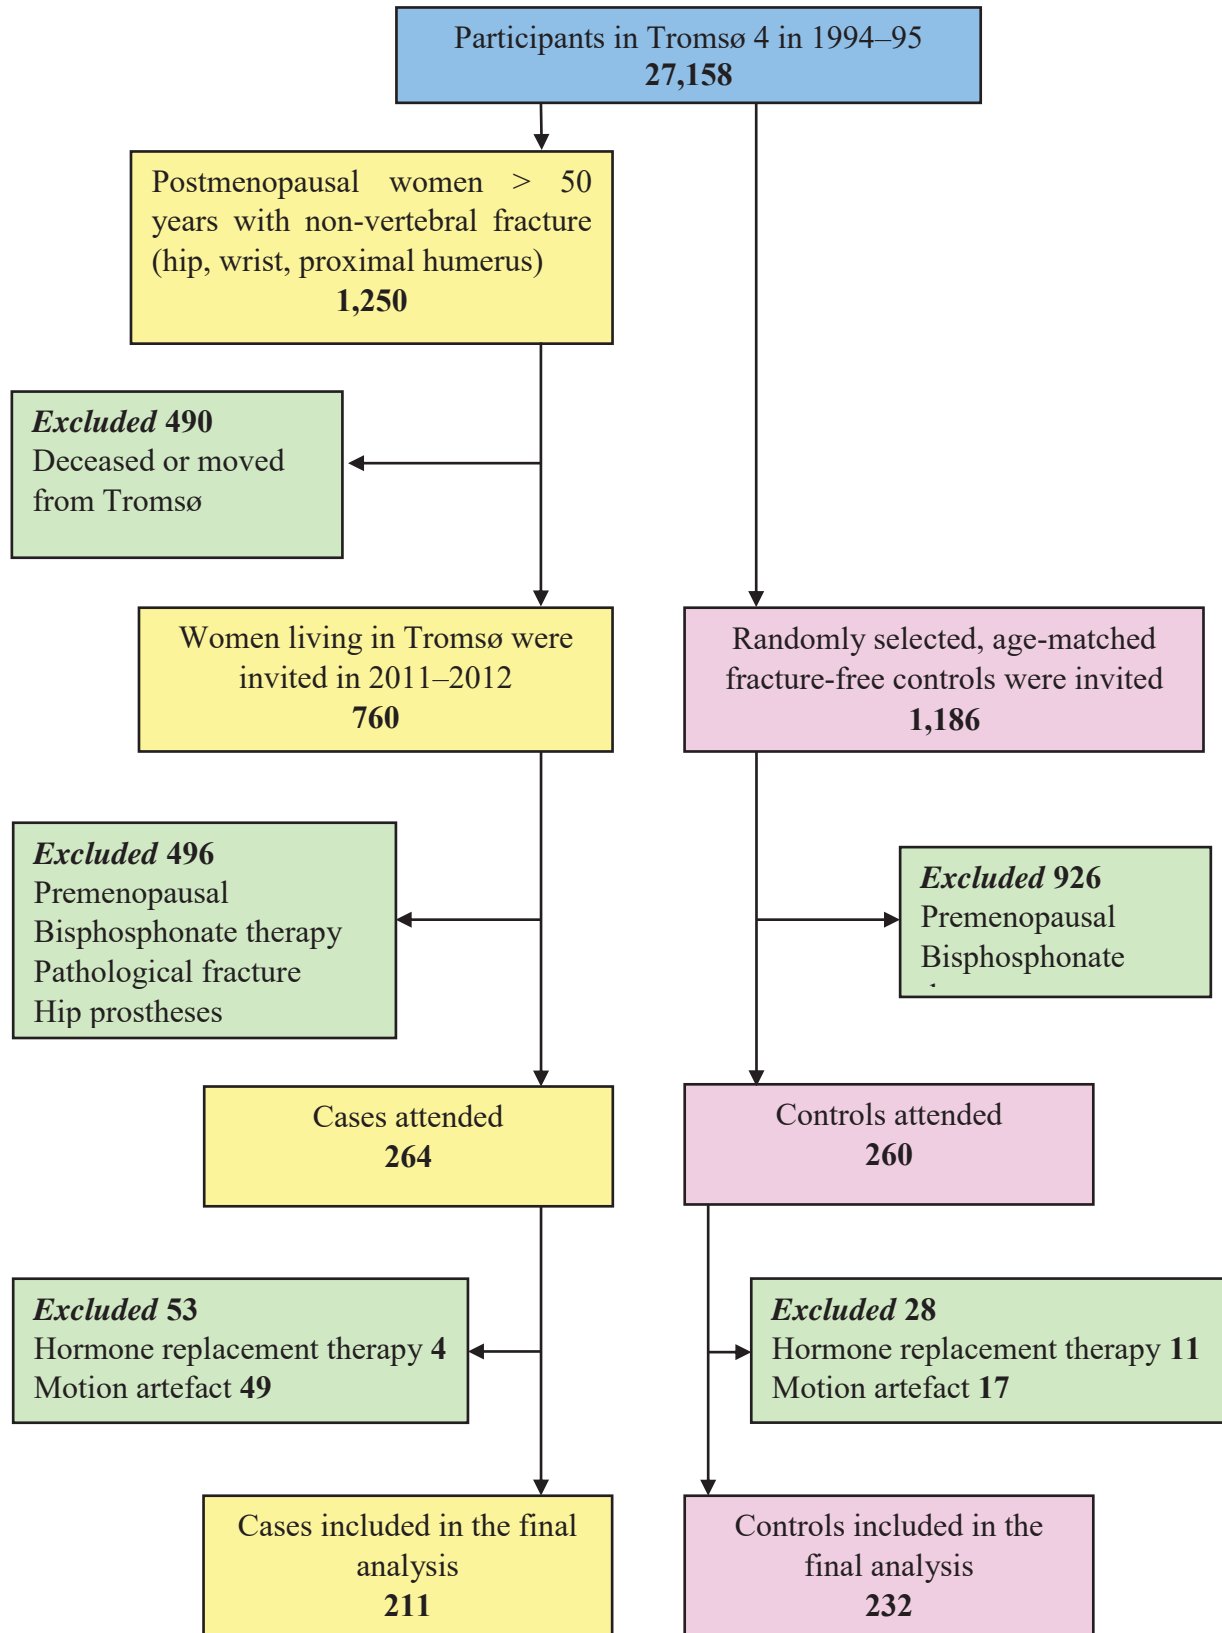 Participants in Tromsø 4 in 1994–95
27,158
Postmenopausal women > 50
years with non-vertebral fracture
(hip, wrist, proximal humerus)
1,250
Excluded 490
Deceased or moved
from Tromsø
Women living in Tromsø were
invited in 2011–2012
760
Randomly selected, age-matched
fracture-free controls were invited
1,186
Excluded 496
Premenopausal
Bisphosphonate therapy
Pathological fracture
Hip prostheses
Excluded 926
Premenopausal
Bisphosphonate
Cases attended
264
Controls attended
260
Excluded 53
Hormone replacement therapy 4
Motion artefact 49
Excluded 28
Hormone replacement therapy 11
Motion artefact 17
Cases included in the final
analysis
211
Controls included in the
final analysis
232